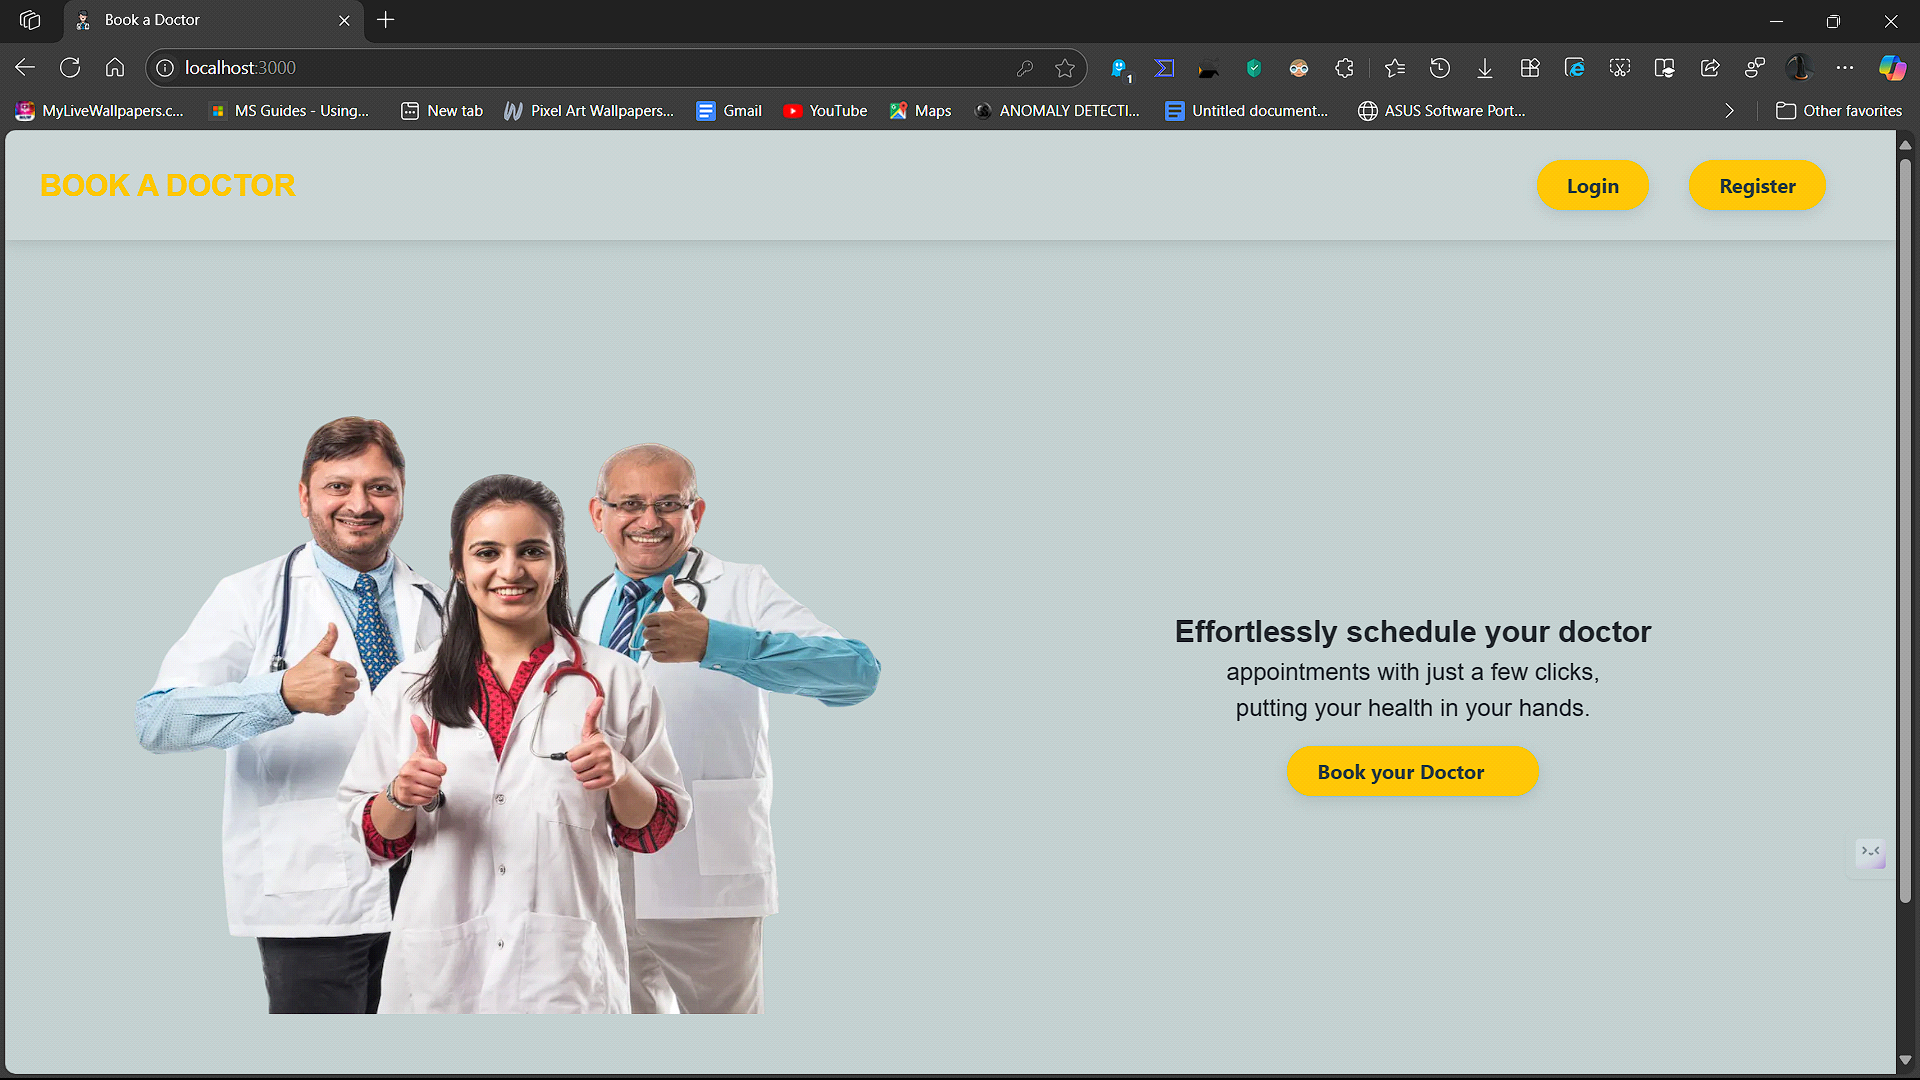 Book a Doctor
localhost:3000
1
MyLiveWallpapers.c...
MS Guides - Using...
New tab
Pixel Art Wallpapers...
Gmail
YouTube
Maps
ANOMALY DETECTI...
Untitled document...
ASUS Software Port...
Other favorites
BOOK A DOCTOR
Login
Register
Effortlessly schedule your doctor
appointments with just a few clicks,
putting your health in your hands.
Book your Doctor